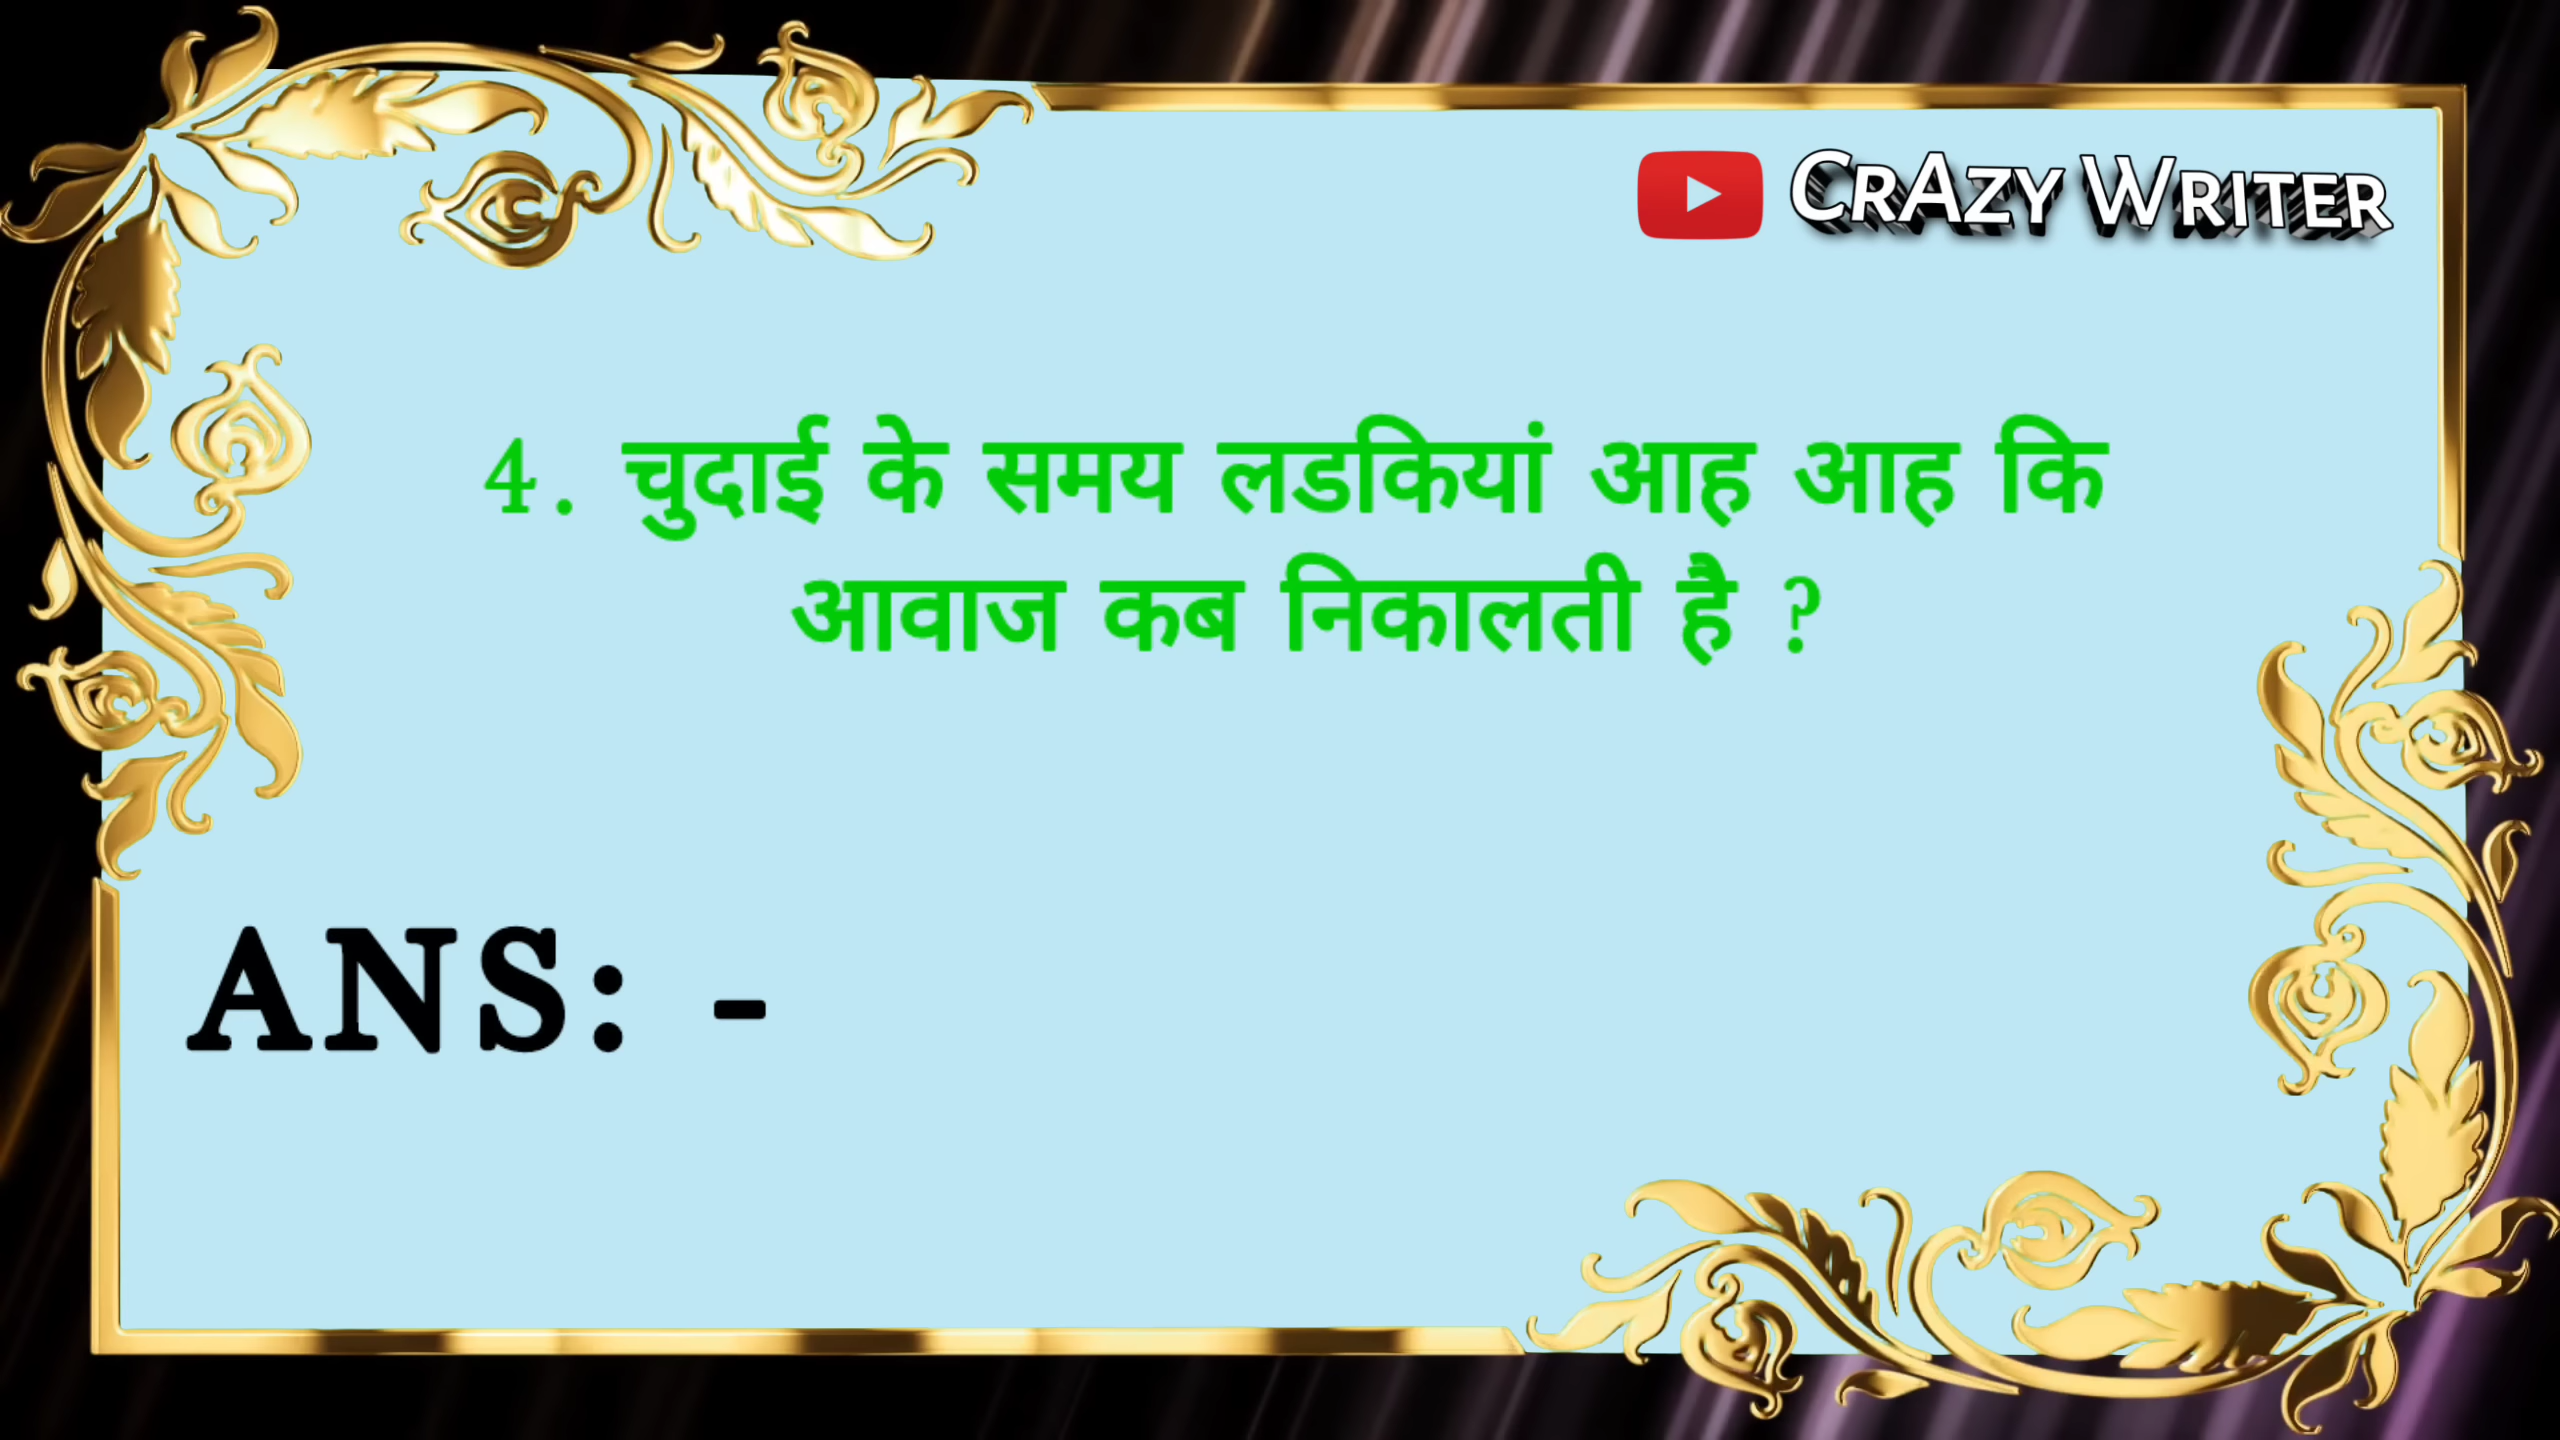 CRAZY WRITER
4. चुदाई के समय लडकियां आह आह कि
आवाज कब निकालती है ?
ANS: -